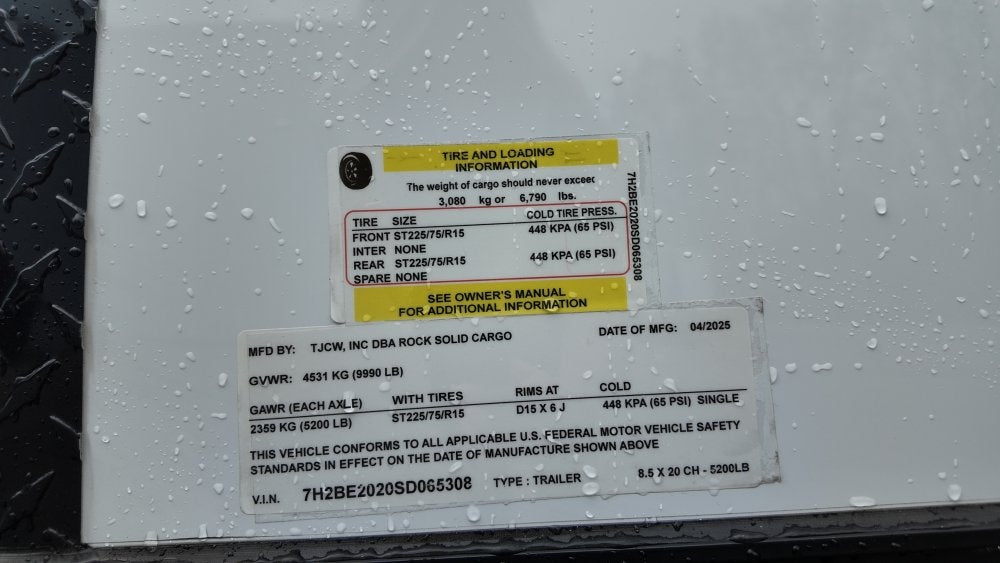 TIRE AND LOADING
INFORMATION
The weight of cargo should never exceed
3,080 kg or 6,790 lbs.
TIRE SIZE COLD TIRE PRESS.
FRONT ST225/75/R15 448 KPA (65 PSI)
INTER NONE
REAR ST225/75/R15 448 KPA (65 PSI)
SPARE NONE
SEE OWNER'S MANUAL
FOR ADDITIONAL INFORMATION
7H2BE2020SD065308
MFD BY: TJCW, INC DBA ROCK SOLID CARGO DATE OF MFG: 04/2025
GVWR: 4531 KG (9990 LB)
GAWR (EACH AXLE) WITH TIRES RIMS AT COLD
2359 KG (5200 LB) ST225/75/R15 D15 X 6 J 448 KPA (65 PSI) SINGLE
THIS VEHICLE CONFORMS TO ALL APPLICABLE U.S. FEDERAL MOTOR VEHICLE SAFETY
STANDARDS IN EFFECT ON THE DATE OF MANUFACTURE SHOWN ABOVE
V.I.N. 7H2BE2020SD065308 TYPE : TRAILER 8.5 X 20 CH - 5200LB